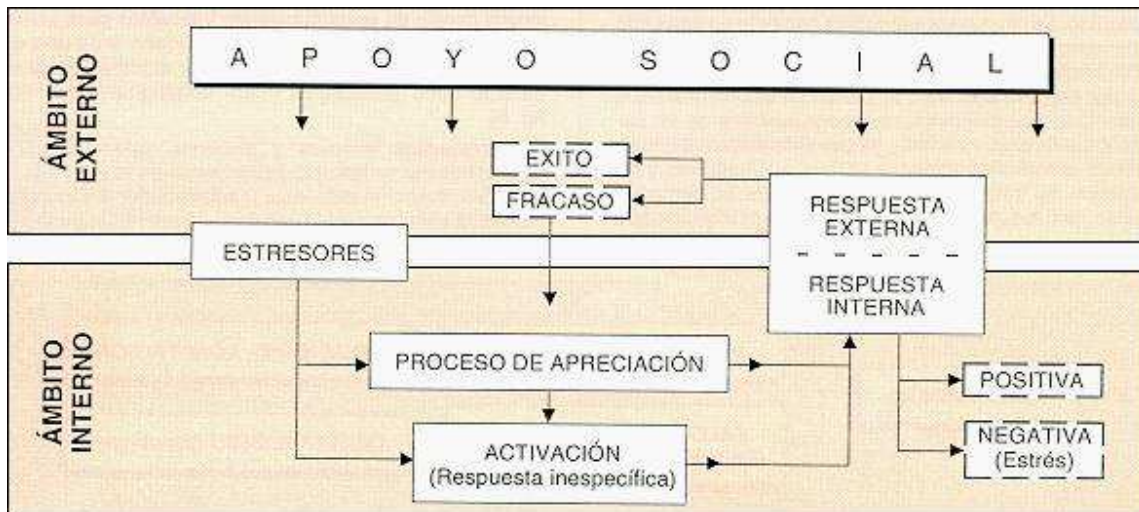 A P O Y O S O C I A L
ÁMBITO
EXTERNO
EXITO
FRACASO
RESPUESTA
EXTERNA
ESTRESORES
RESPUESTA
INTERNA
ÁMBITO
INTERNO
PROCESO DE APRECIACIÓN
POSITIVA
ACTIVACIÓN
(Respuesta inespecífica)
NEGATIVA
(Estrés)